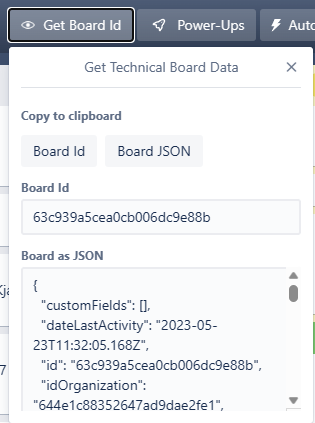 Get Board Id
Power-Ups
Auto
Get Technical Board Data
Copy to clipboard
Board Id
Board JSON
Board Id
63c939a5cea0cb006dc9e88b
Board as JSON
{
"customFields": [],
"dateLastActivity": "2023-05-
23T11:32:05.168Z",
"id": "63c939a5cea0cb006dc9e88b",
"idOrganization":
"644e1c88352647ad9dae2fe1",
Kja
7